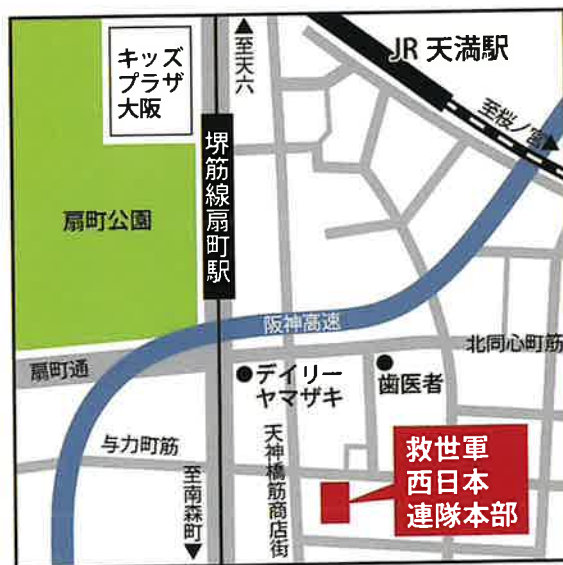 キッズ
プラザ
大阪
▲至天六
JR 天満駅
至桜ノ宮▲
堺筋線扇町駅
扇町公園
阪神高速
北同心町筋
扇町通
●デイリー
ヤマザキ
●歯医者
与力町筋
至南森町▼
天神橋筋商店街
救世軍
西日本
連隊本部